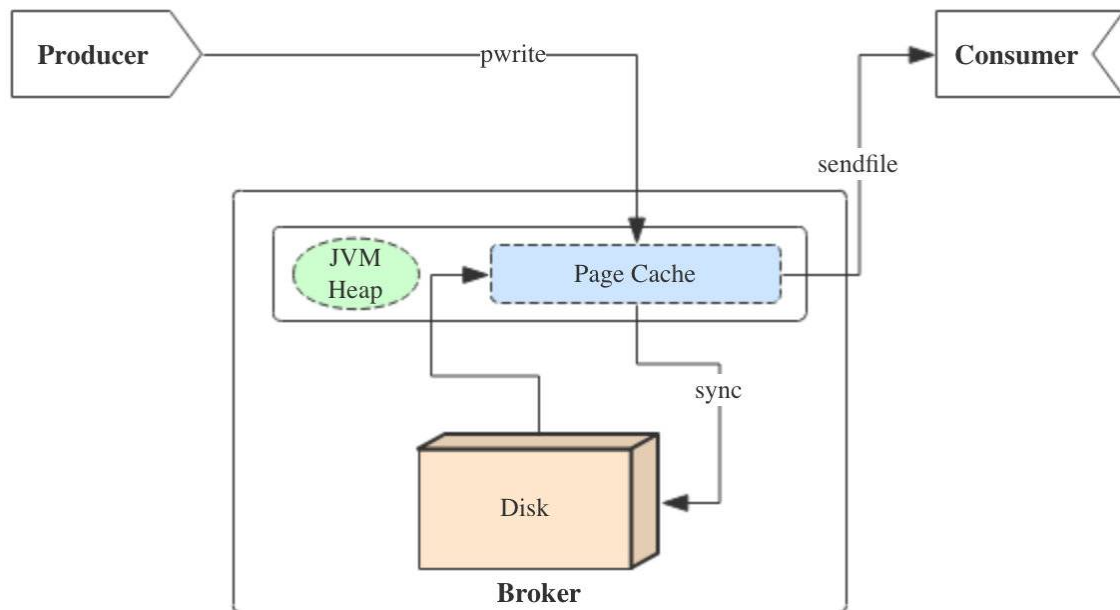 Producer
pwrite
Consumer
sendfile
JVM
Heap
Page Cache
sync
Disk
Broker